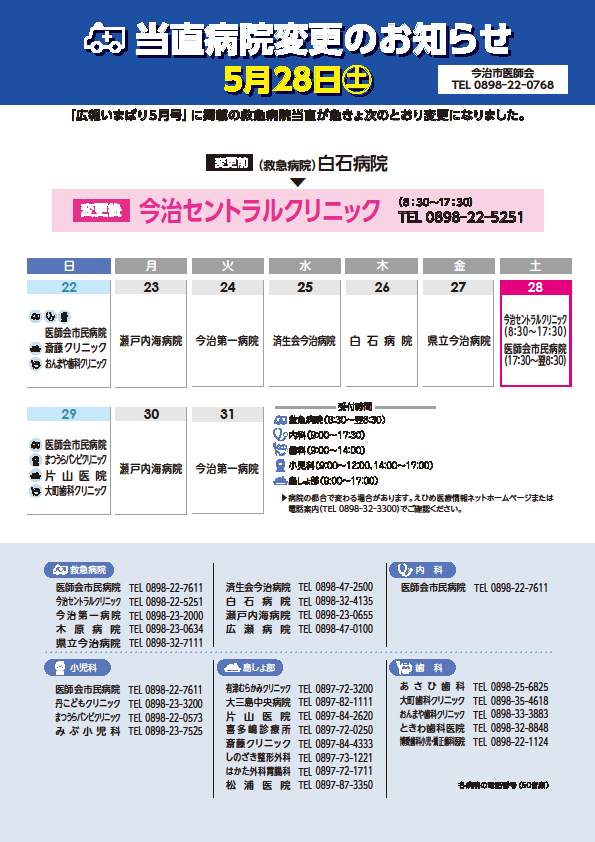 当直病院変更のお知らせ
5月28日㊏
今治市医師会
TEL 0898-22-0768
「広報いまばり5月号」に掲載の救急病院当直が急きょ次のとおり変更になりました。
変更前 (救急病院)白石病院
変更後 今治セントラルクリニック (8:30〜17:30)
TEL 0898-22-5251
日 月 火 水 木 金 土
22 23 24 25 26 27 28
医師会市民病院
斎藤クリニック
おんまや歯科クリニック
瀬戸内海病院
今治第一病院
済生会今治病院
白石病院
県立今治病院
今治セントラルクリニック
(8:30〜17:30)
医師会市民病院
(17:30〜翌8:30)
29 30 31
医師会市民病院
まつうらバンビクリニック
片山医院
大町歯科クリニック
瀬戸内海病院
今治第一病院
受付時間
救急病院(8:30〜翌8:30)
内科(9:00〜17:30)
歯科(9:00〜14:00)
小児科(9:00〜12:00、14:00〜17:00)
島しょ部(9:00〜17:00)
▶病院の都合で変わる場合があります。えひめ医療情報ネットホームページまたは
電話案内(TEL 0898-32-3300)でご確認ください。
救急病院
医師会市民病院 TEL 0898-22-7611
今治セントラルクリニック TEL 0898-22-5251
今治第一病院 TEL 0898-23-2000
木原病院 TEL 0898-23-0634
県立今治病院 TEL 0898-32-7111
済生会今治病院 TEL 0898-47-2500
白石病院 TEL 0898-32-4135
瀬戸内海病院 TEL 0898-23-0655
広瀬病院 TEL 0898-47-0100
内科
医師会市民病院 TEL 0898-22-7611
小児科
医師会市民病院 TEL 0898-22-7611
丹こどもクリニック TEL 0898-23-3200
まつうらバンビクリニック TEL 0898-22-0573
みぶ小児科 TEL 0898-23-7525
島しょ部
有津むらかみクリニック TEL 0897-72-3200
大三島中央病院 TEL 0897-82-1111
片山医院 TEL 0897-84-2620
喜多嶋診療所 TEL 0897-72-0250
斎藤クリニック TEL 0897-84-4333
しのざき整形外科 TEL 0897-73-1221
はかた外科胃腸科 TEL 0897-72-1711
松浦医院 TEL 0897-87-3350
歯科
あさひ歯科 TEL 0898-25-6825
大町歯科クリニック TEL 0898-35-4618
おんまや歯科クリニック TEL 0898-33-3883
ときわ歯科医院 TEL 0898-32-8848
博愛歯科小児・矯正歯科医院 TEL 0898-22-1124
各病院の電話番号(50音順)